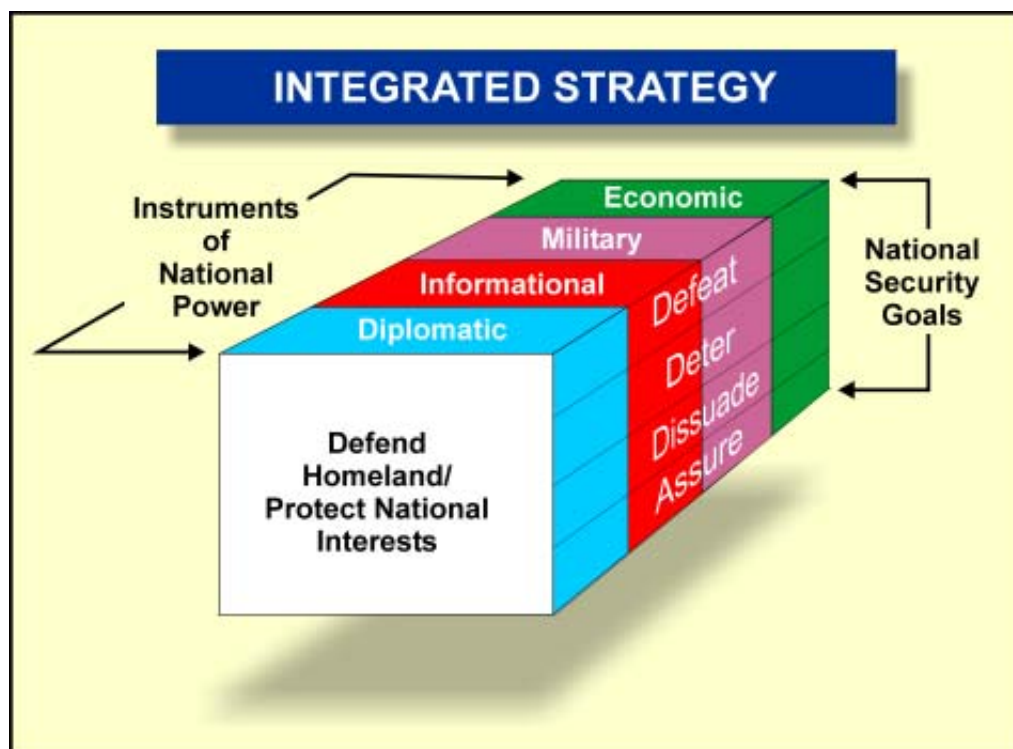 INTEGRATED STRATEGY
Instruments
of
National
Power
Economic
Military
Informational
Diplomatic
Defeat
Deter
Dissuade
Assure
National
Security
Goals
Defend
Homeland/
Protect National
Interests